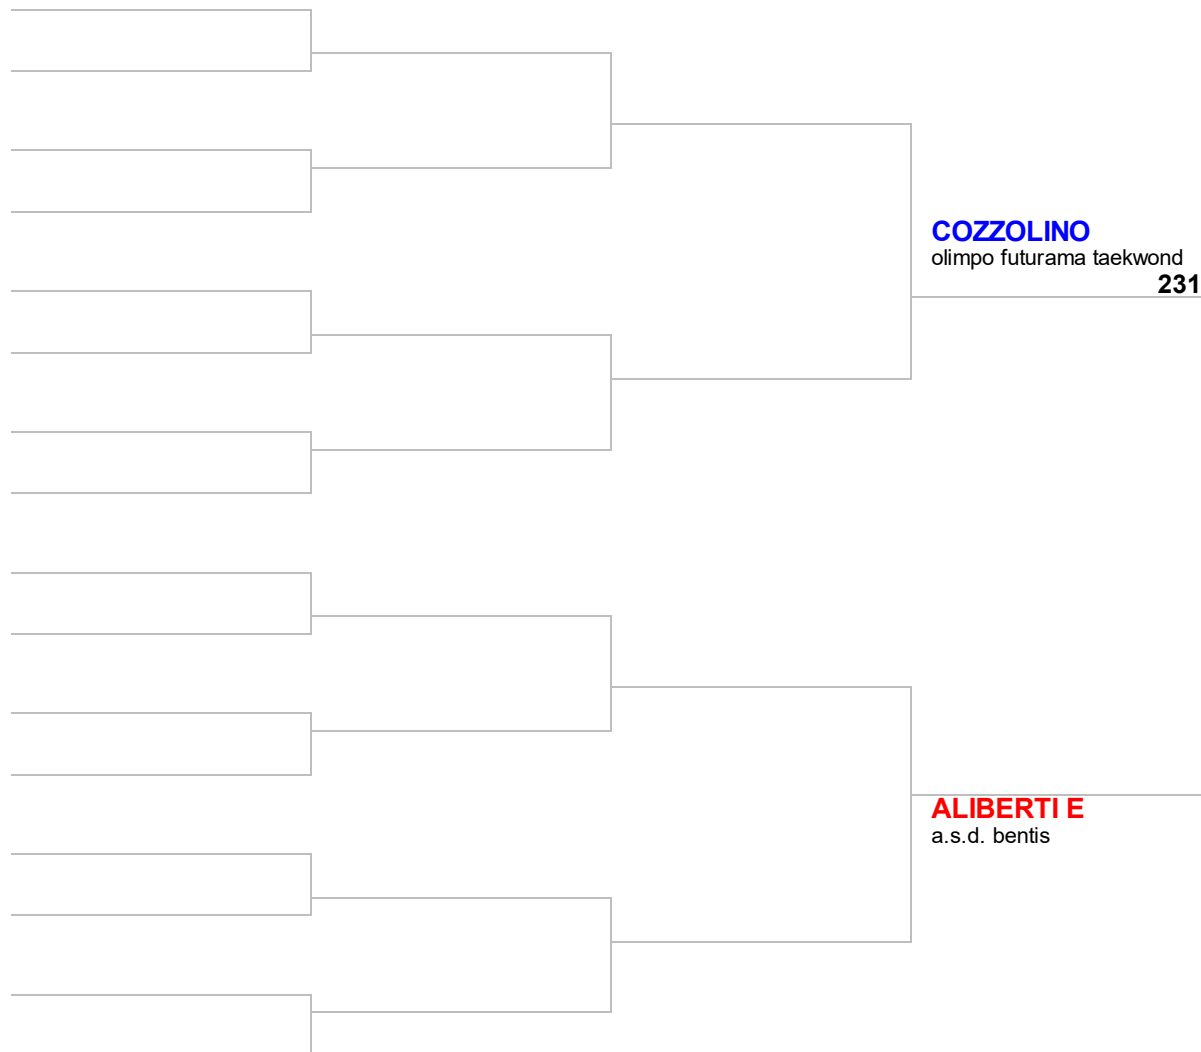 COZZOLINO
olimpo futurama taekwond
231
ALIBERTI E
a.s.d. bentis